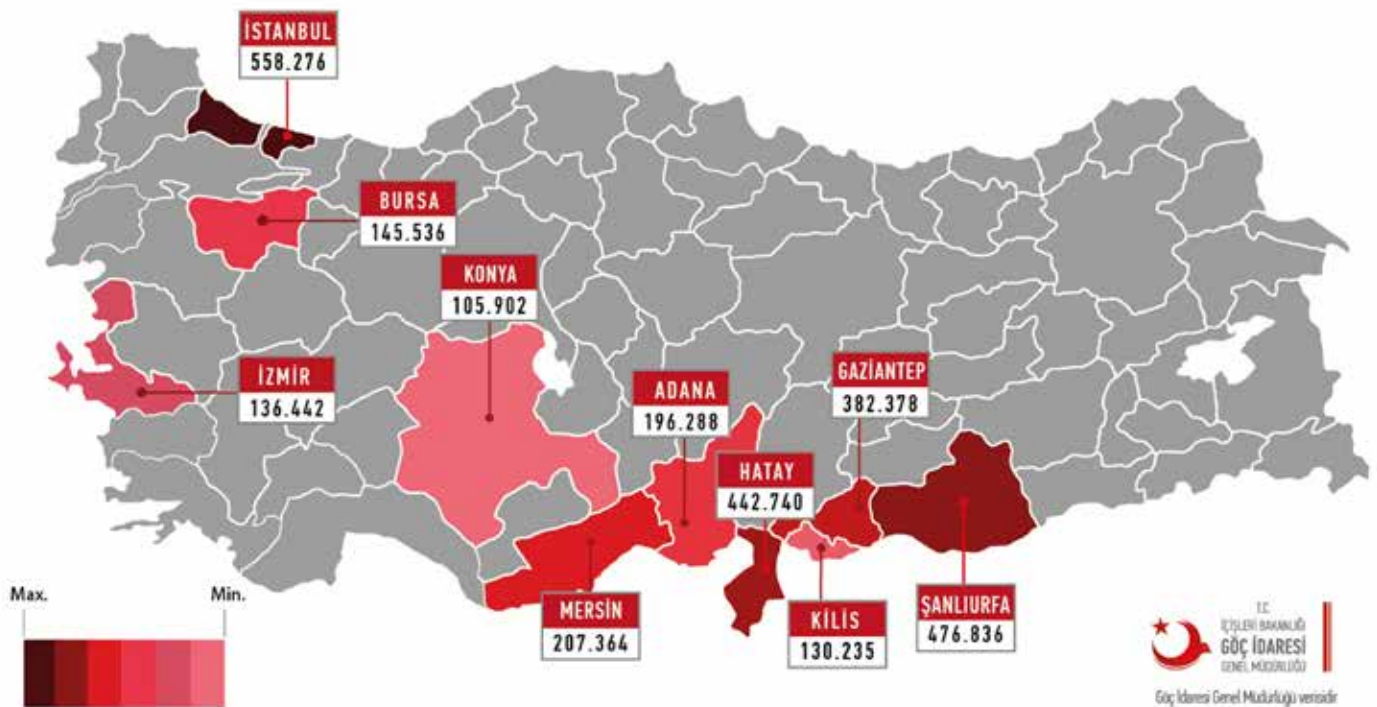 İSTANBUL
558.276
BURSA
145.536
KONYA
105.902
İZMİR
136.442
ADANA
196.288
GAZİANTEP
382.378
HATAY
442.740
MERSİN
207.364
KİLİS
130.235
ŞANLIURFA
476.836
Max.
Min.
T.C.
İÇİŞLERİ BAKANLIĞI
GÖÇ İDARESİ
GENEL MÜDÜRLÜĞÜ
Göç İdaresi Genel Müdürlüğü verisidir